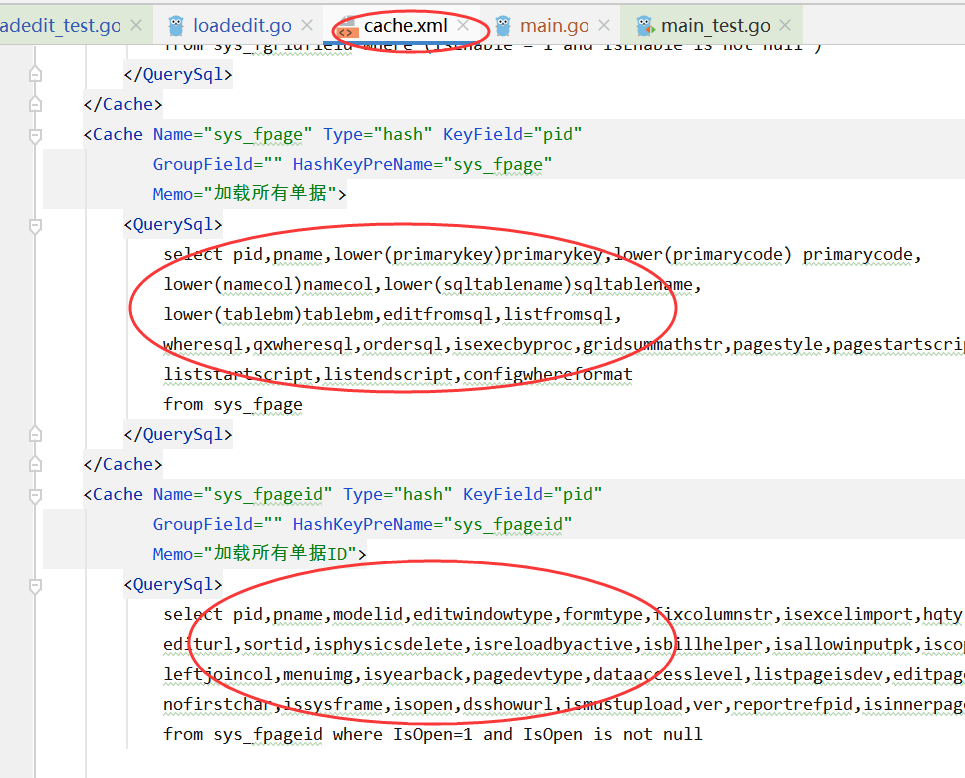 adedit_test.go loadedit.go cache.xml main.go main_test.go
from sys_fgridfield where (isEnable = 1 and isEnable is not null )
</QuerySql>
</Cache>
<Cache Name="sys_fpage" Type="hash" KeyField="pid"
GroupField="" HashKeyPreName="sys_fpage"
Memo="加载所有单据">
<QuerySql>
select pid,pname,lower(primarykey)primarykey,lower(primarycode) primarycode,
lower(namecol)namecol,lower(sqltablename)sqltablename,
lower(tablebm)tablebm,editfromsql,listfromsql,
wheresql,qxwheresql,ordersql,isexecbyproc,gridsummathstr,pagestyle,pagestartscrip
liststartscript,listendscript,configwhereformat
from sys_fpage
</QuerySql>
</Cache>
<Cache Name="sys_fpageid" Type="hash" KeyField="pid"
GroupField="" HashKeyPreName="sys_fpageid"
Memo="加载所有单据ID">
<QuerySql>
select pid,pname,modelid,editwindowtype,formtype,fixcolumnstr,isexcelimport,hqty
editurl,sortid,isphysicsdelete,isreloadbyactive,isbillhelper,isallowinputpk,iscop
leftjoincol,menuimg,isyearback,pagedevtype,dataaccesslevel,listpageisdev,editpage
nofirstchar,issysframe,isopen,dsshowurl,ismustupload,ver,reportrefpid,isinnerpage
from sys_fpageid where IsOpen=1 and IsOpen is not null